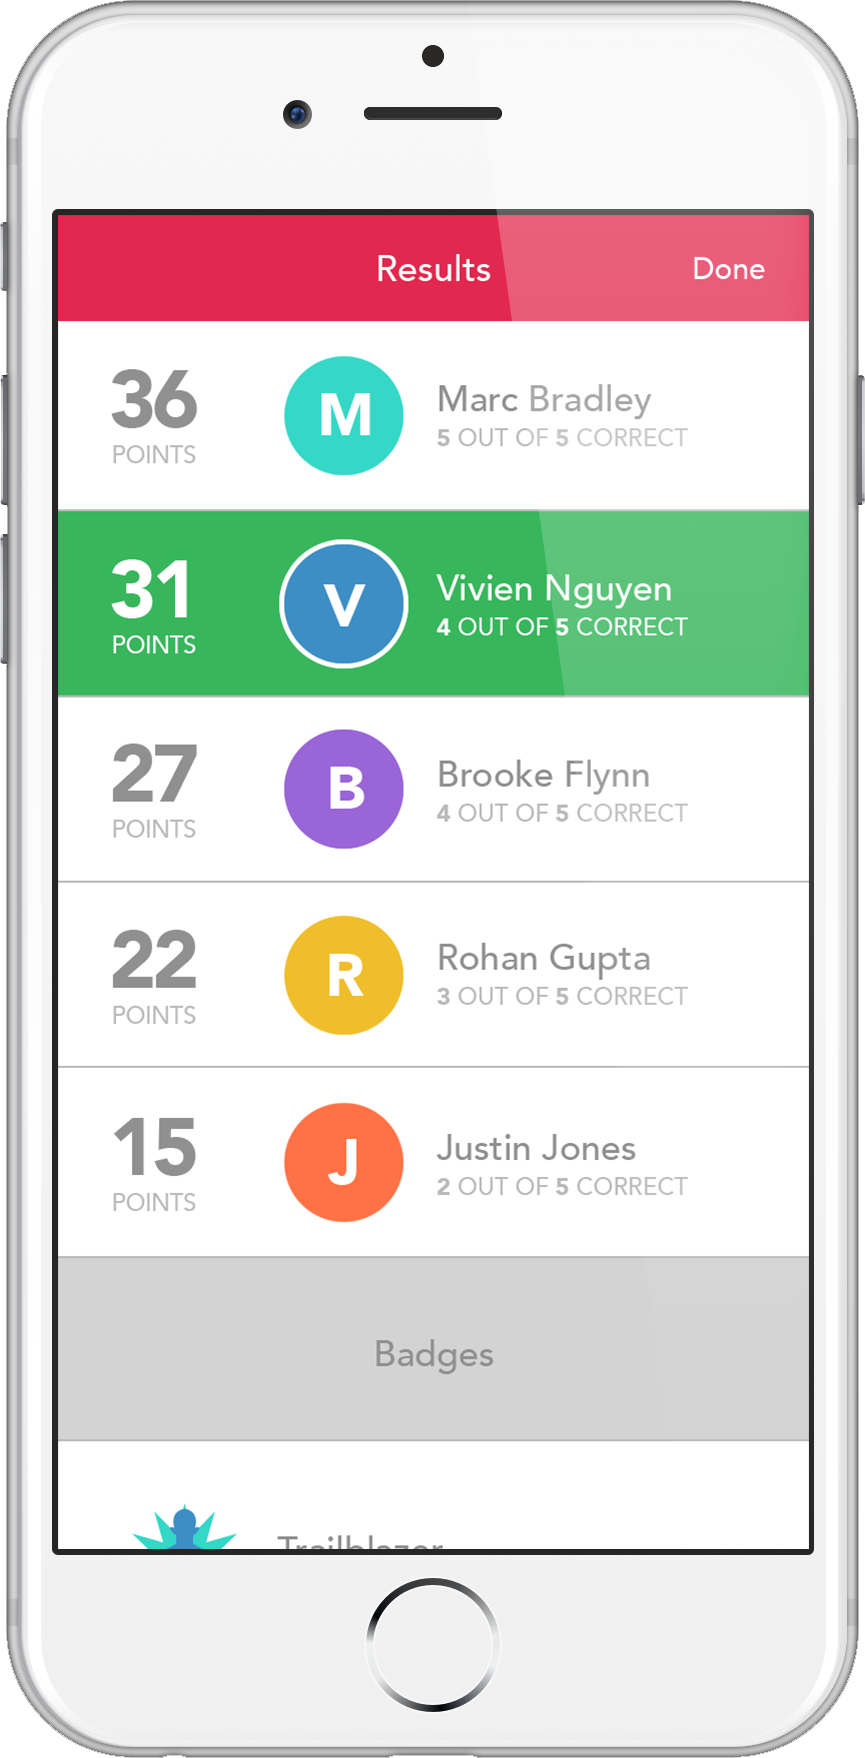 Results
Done
36
POINTS
M
Marc Bradley
5 OUT OF 5 CORRECT
31
POINTS
V
Vivien Nguyen
4 OUT OF 5 CORRECT
27
POINTS
B
Brooke Flynn
4 OUT OF 5 CORRECT
22
POINTS
R
Rohan Gupta
3 OUT OF 5 CORRECT
15
POINTS
J
Justin Jones
2 OUT OF 5 CORRECT
Badges
Trailblazer